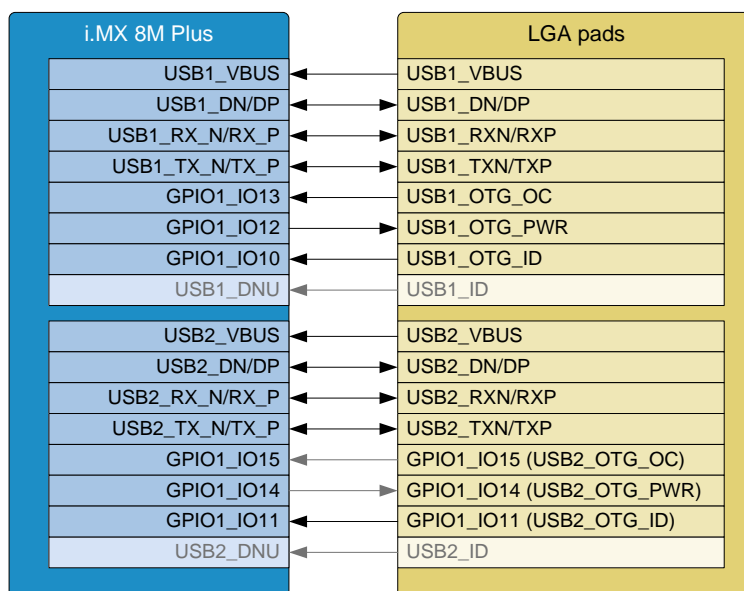 i.MX 8M Plus LGA pads
USB1_VBUS USB1_VBUS
USB1_DN/DP USB1_DN/DP
USB1_RX_N/RX_P USB1_RXN/RXP
USB1_TX_N/TX_P USB1_TXN/TXP
GPIO1_IO13 USB1_OTG_OC
GPIO1_IO12 USB1_OTG_PWR
GPIO1_IO10 USB1_OTG_ID
USB1_DNU USB1_ID
USB2_VBUS USB2_VBUS
USB2_DN/DP USB2_DN/DP
USB2_RX_N/RX_P USB2_RXN/RXP
USB2_TX_N/TX_P USB2_TXN/TXP
GPIO1_IO15 GPIO1_IO15 (USB2_OTG_OC)
GPIO1_IO14 GPIO1_IO14 (USB2_OTG_PWR)
GPIO1_IO11 GPIO1_IO11 (USB2_OTG_ID)
USB2_DNU USB2_ID